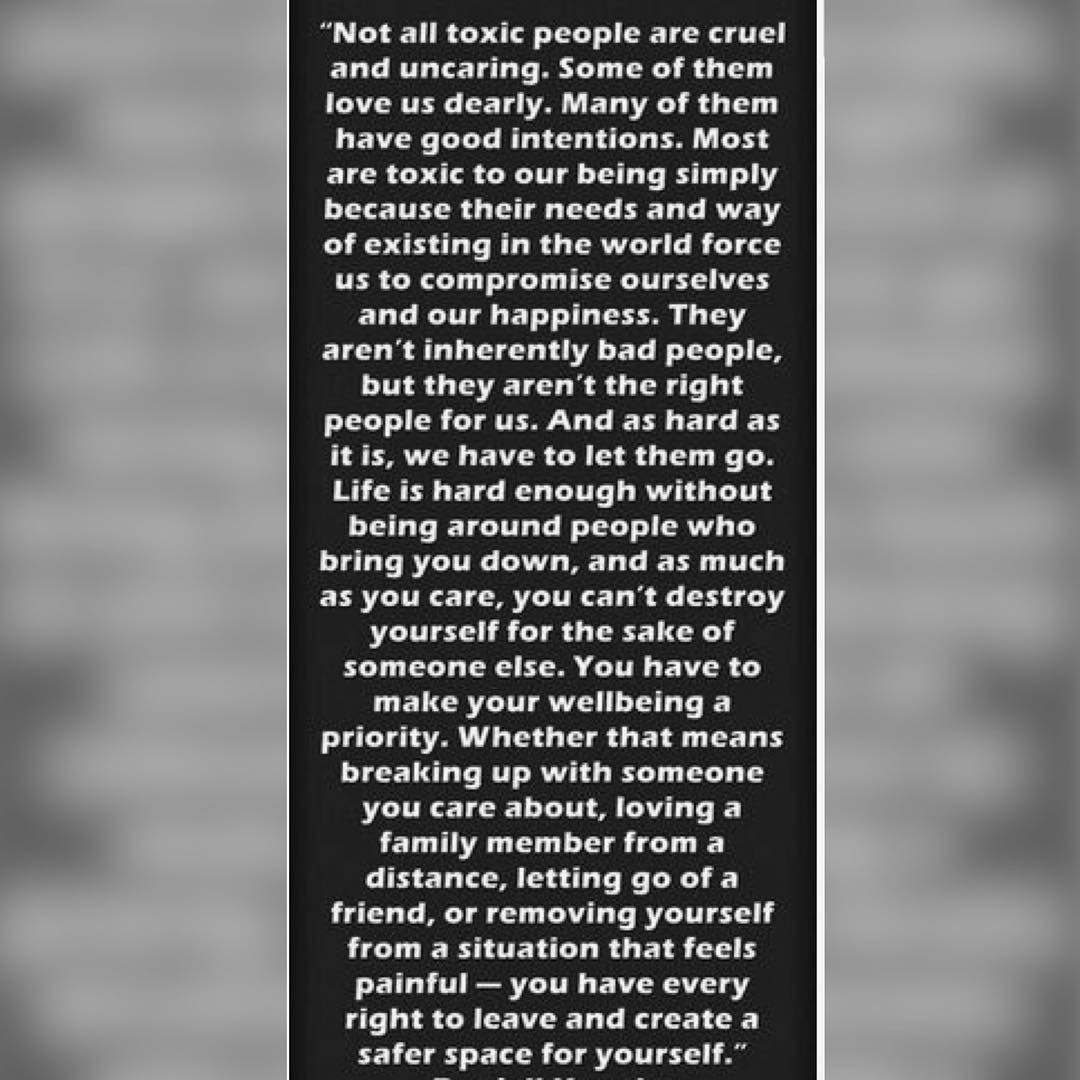 “Not all toxic people are cruel
and uncaring. Some of them
love us dearly. Many of them
have good intentions. Most
are toxic to our being simply
because their needs and way
of existing in the world force
us to compromise ourselves
and our happiness. They
aren’t inherently bad people,
but they aren’t the right
people for us. And as hard as
it is, we have to let them go.
Life is hard enough without
being around people who
bring you down, and as much
as you care, you can’t destroy
yourself for the sake of
someone else. You have to
make your wellbeing a
priority. Whether that means
breaking up with someone
you care about, loving a
family member from a
distance, letting go of a
friend, or removing yourself
from a situation that feels
painful — you have every
right to leave and create a
safer space for yourself.”